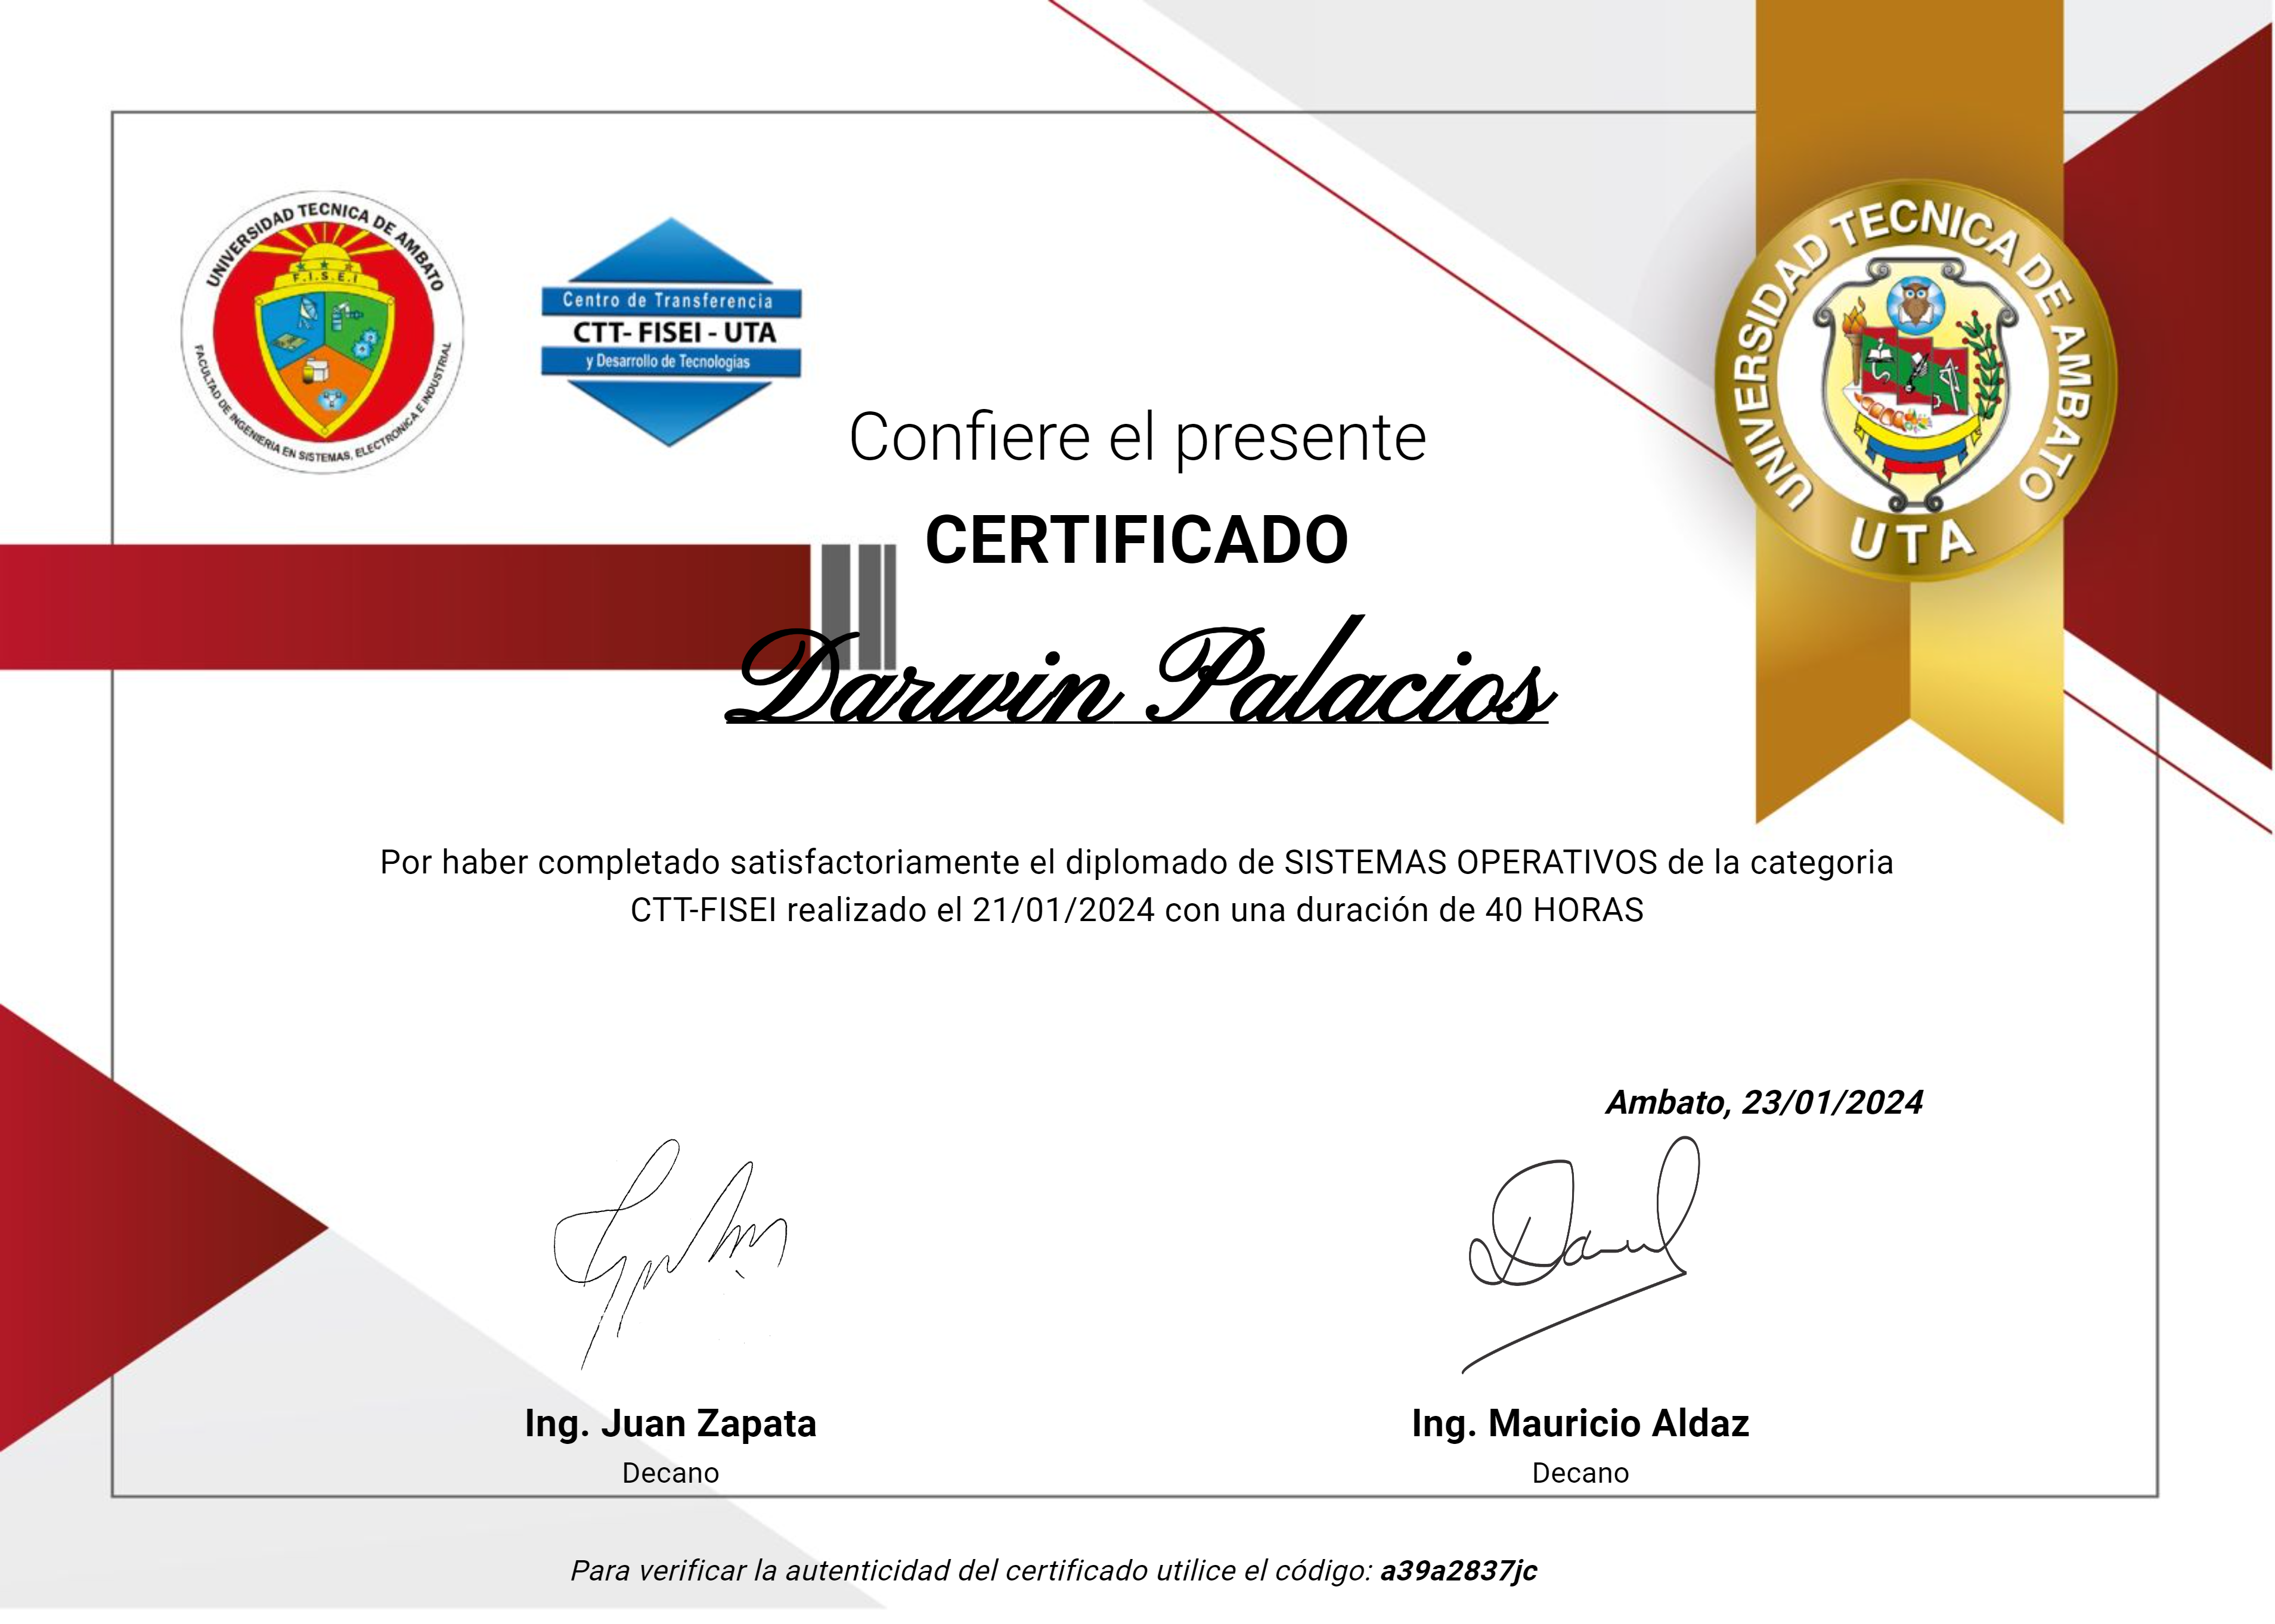 UNIVERSIDAD TECNICA DE AMBATO
F.I.S.E.I
FACULTAD DE INGENIERIA EN SISTEMAS, ELECTRONICA E INDUSTRIAL
Centro de Transferencia
CTT- FISEI - UTA
y Desarrollo de Tecnologías
UNIVERSIDAD TECNICA DE AMBATO
UTA
Confiere el presente
CERTIFICADO
Darwin Palacios
Por haber completado satisfactoriamente el diplomado de SISTEMAS OPERATIVOS de la categoria
CTT-FISEI realizado el 21/01/2024 con una duración de 40 HORAS
Ambato, 23/01/2024
Ing. Juan Zapata
Decano
Ing. Mauricio Aldaz
Decano
Para verificar la autenticidad del certificado utilice el código: a39a2837jc